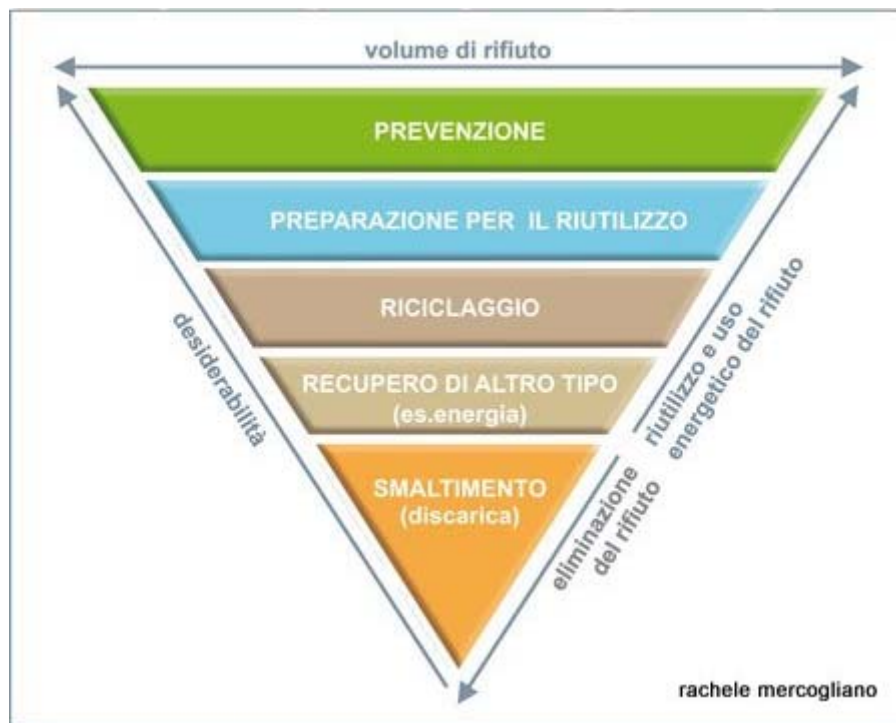 volume di rifiuto
PREVENZIONE
PREPARAZIONE PER IL RIUTILIZZO
RICICLAGGIO
RECUPERO DI ALTRO TIPO
(es.energia)
SMALTIMENTO
(discarica)
desiderabilità
riutilizzo e uso
energetico del rifiuto
eliminazione
del rifiuto
rachele mercogliano